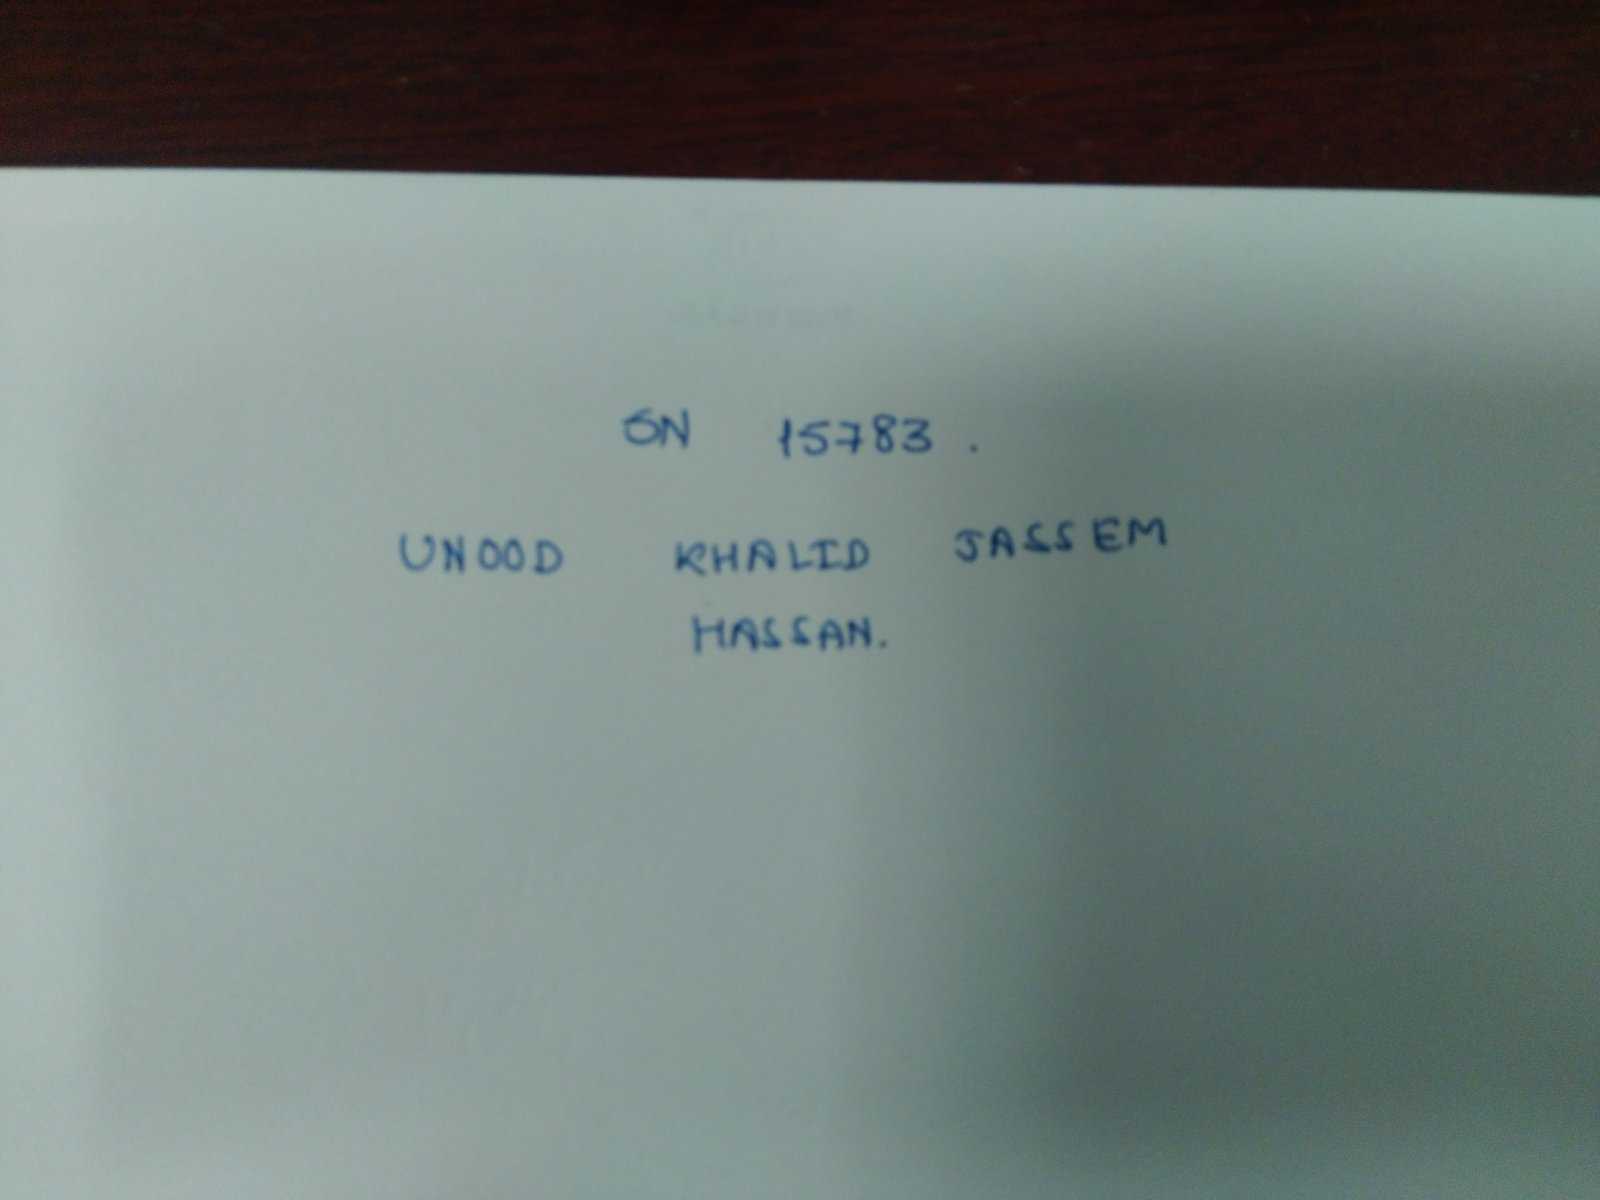 SN 15783.
UNOOD KHALID JASSEM
HASSAN.